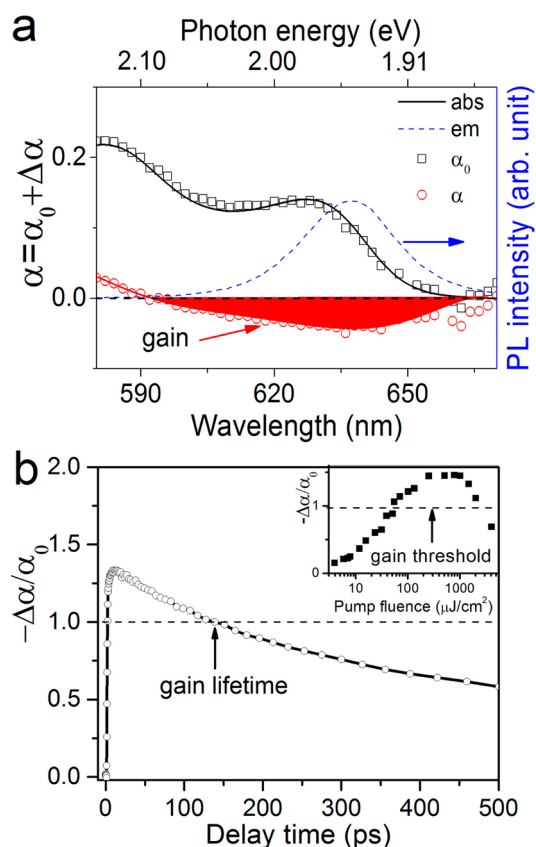 a
Photon energy (eV)
2.10 2.00 1.91
abs
em
α₀
α
0.2
0.0
α=α₀+Δα
PL intensity (arb. unit)
gain
590 620 650
Wavelength (nm)
b
2.0
1.5
1.0
0.5
0.0
−Δα/α₀
gain lifetime
-Δα/α₀
1
0
gain threshold
10 100 1000
Pump fluence (μJ/cm²)
0 100 200 300 400 500
Delay time (ps)